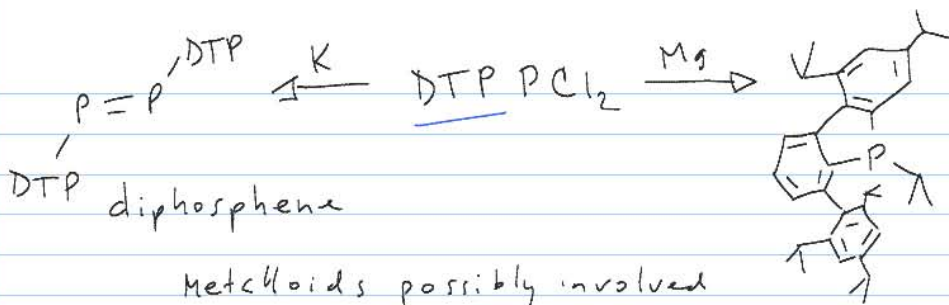 DTP
P=P
DTP
K
DTP PCl2
Mg
P
diphosphene
Metalloids possibly involved